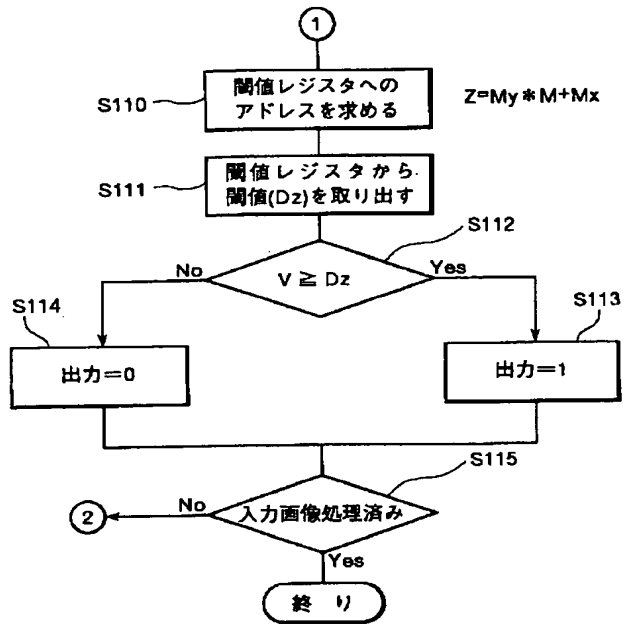 1
S110
閾値レジスタへの
アドレスを求める
Z=My*M+Mx
S111
閾値レジスタから
閾値(Dz)を取り出す
S112
No
V ≧ Dz
Yes
S114
出力=0
S113
出力=1
S115
2
No
入力画像処理済み
Yes
終り